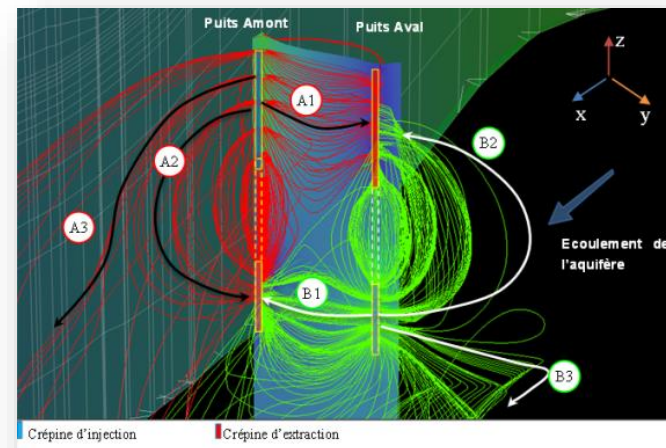 Puits Amont
Puits Aval
z
x
y
A1
A2
A3
B1
B2
B3
Ecoulement de
l'aquifère
Crépine d'injection
Crépine d'extraction